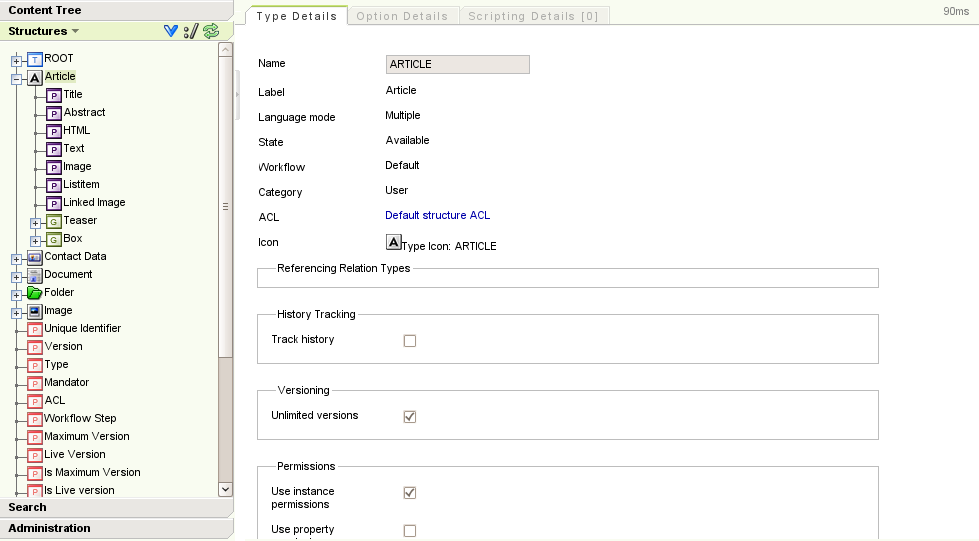 Content Tree
Structures
ROOT
Article
Title
Abstract
HTML
Text
Image
Listitem
Linked Image
Teaser
Box
Contact Data
Document
Folder
Image
Unique Identifier
Version
Type
Mandator
ACL
Workflow Step
Maximum Version
Live Version
Is Maximum Version
Is Live version
Search
Administration
Type Details
Option Details
Scripting Details [0]
90ms
Name ARTICLE
Label Article
Language mode Multiple
State Available
Workflow Default
Category User
ACL Default structure ACL
Icon A Type Icon: ARTICLE
Referencing Relation Types
History Tracking
Track history
Versioning
Unlimited versions
Permissions
Use instance
permissions
Use property